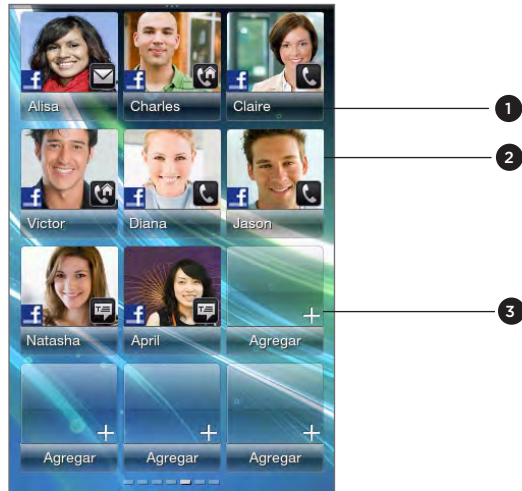 Alisa Charles Claire
1
2
Victor Diana Jason
Natasha April Agregar
3
Agregar Agregar Agregar